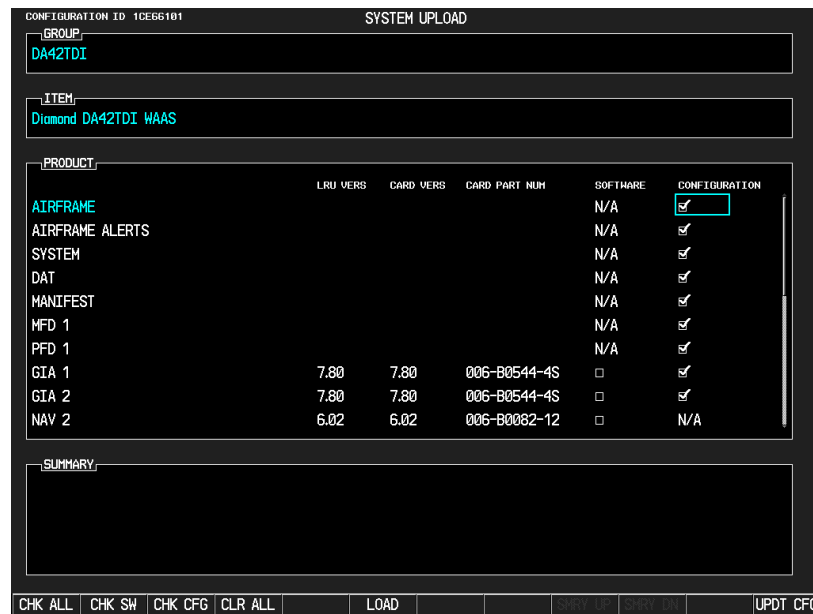 CONFIGURATION ID 1CE66101 SYSTEM UPLOAD
GROUP
DA42TDI
ITEM
Diamond DA42TDI WAAS
PRODUCT
LRU VERS CARD VERS CARD PART NUM SOFTWARE CONFIGURATION
AIRFRAME N/A
AIRFRAME ALERTS N/A
SYSTEM N/A
DAT N/A
MANIFEST N/A
MFD 1 N/A
PFD 1 N/A
GIA 1 7.80 7.80 006-B0544-4S
GIA 2 7.80 7.80 006-B0544-4S
NAV 2 6.02 6.02 006-B0082-12 N/A
SUMMARY
CHK ALL CHK SW CHK CFG CLR ALL LOAD SMRY UP SMRY DN UPDT CFG